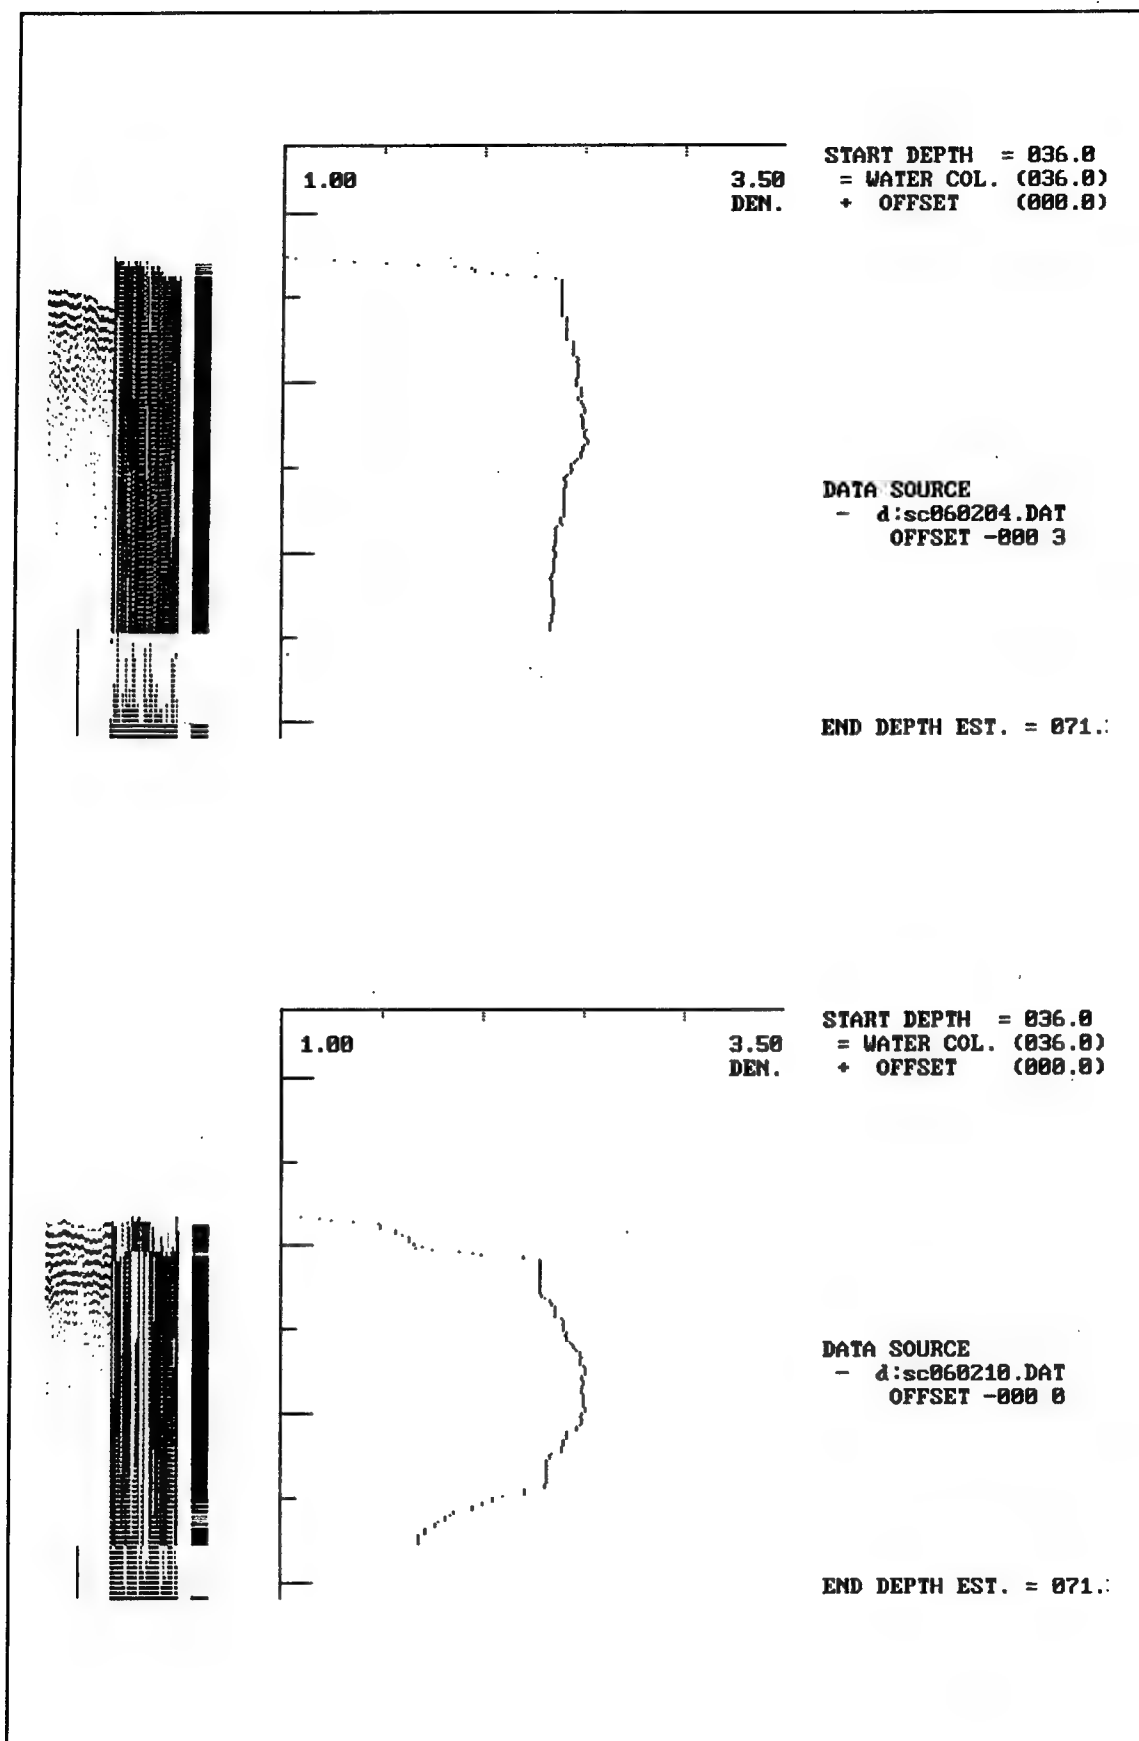 START DEPTH = 036.0
1.00 3.50 = WATER COL. (036.0)
DEN. + OFFSET (000.0)
DATA SOURCE
- d:sc060204.DAT
OFFSET -000 3
END DEPTH EST. = 071.
START DEPTH = 036.0
1.00 3.50 = WATER COL. (036.0)
DEN. + OFFSET (000.0)
DATA SOURCE
- d:sc060210.DAT
OFFSET -000 0
END DEPTH EST. = 071.